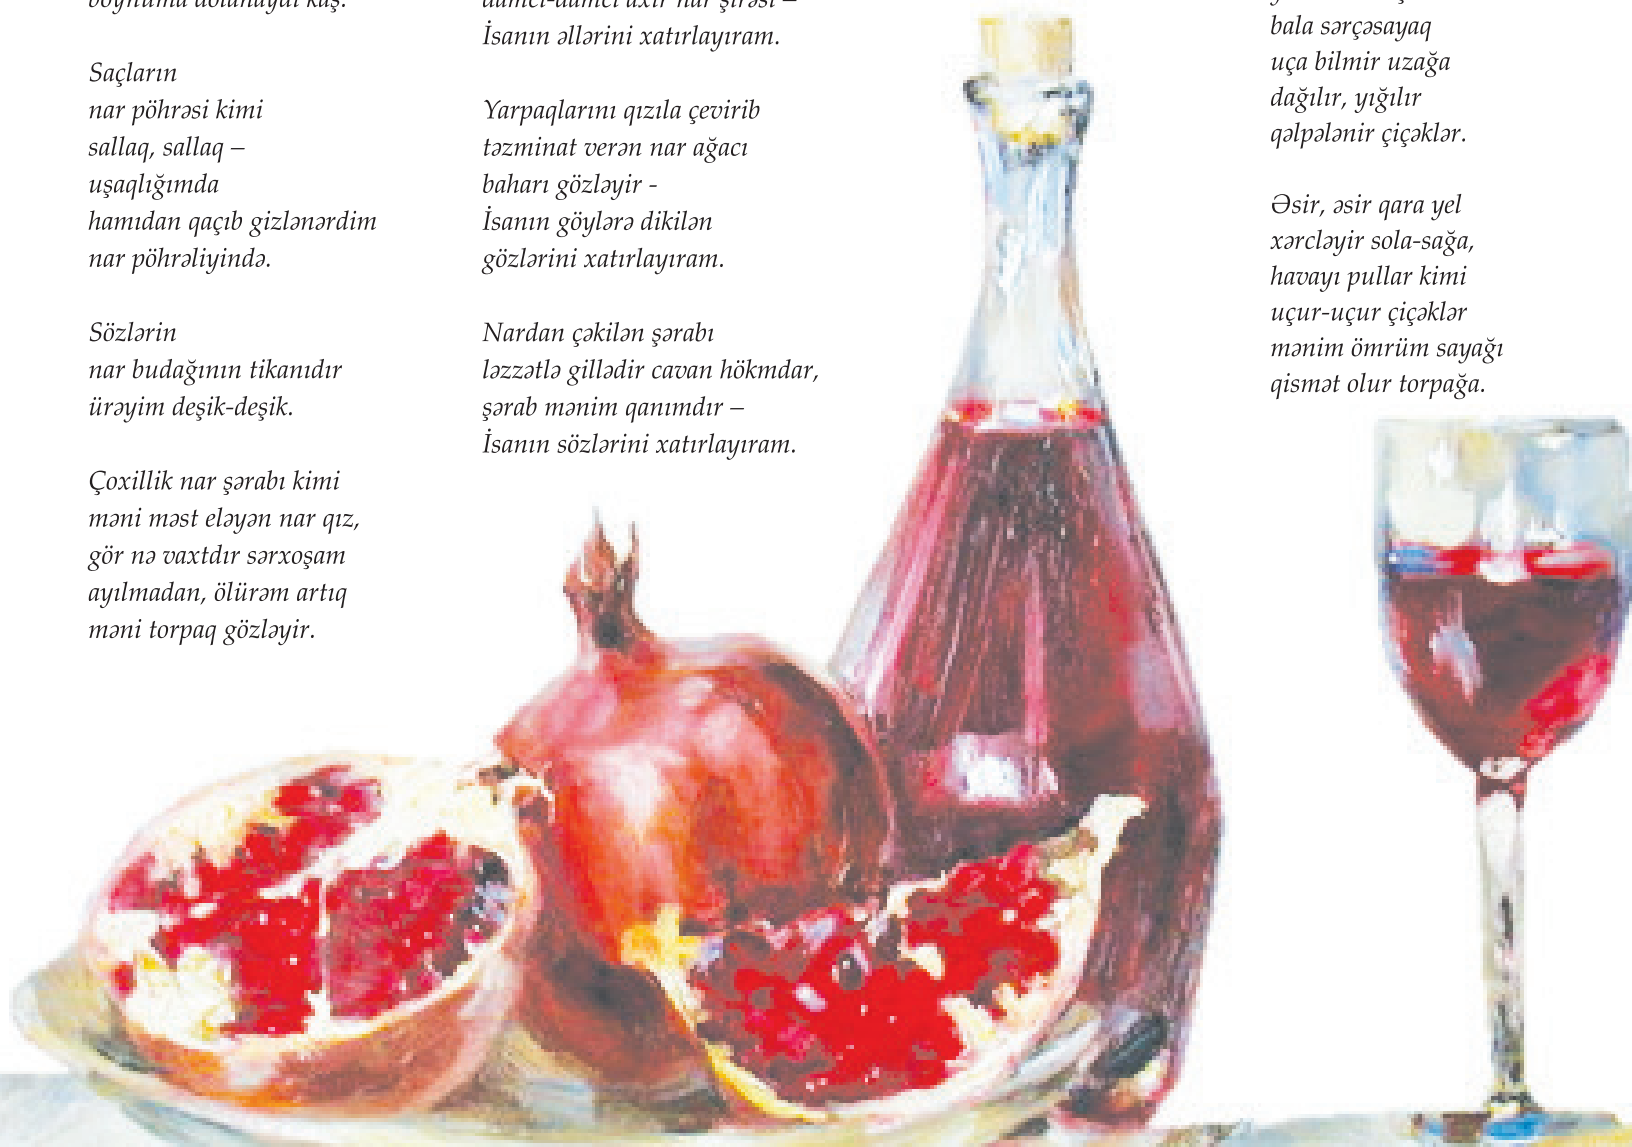 Saçların
nar pöhrəsi kimi
sallaq, sallaq –
uşaqlığımda
hamıdan qaçıb gizlənərdim
nar pöhrəliyində.
Sözlərin
nar budağının tikanıdır
ürəyim deşik-deşik.
Çoxillik nar şərabı kimi
məni məst eləyən nar qız,
gör nə vaxtdır sərxoşam
ayılmadan, ölürəm artıq
məni torpaq gözləyir.
damcı-damcı axır nar şirəsi –
İsanın əllərini xatırlayıram.
Yarpaqlarını qızıla çevirib
təzminat verən nar ağacı
baharı gözləyir -
İsanın göylərə dikilən
gözlərini xatırlayıram.
Nardan çəkilən şərabı
ləzzətlə gillədir cavan hökmdar,
şərab mənim qanımdır –
İsanın sözlərini xatırlayıram.
bala sərçəsayaq
uça bilmir uzağa
dağılır, yığılır
qəlpələnir çiçəklər.
Əsir, əsir qara yel
xərcləyir sola-sağa,
havayı pullar kimi
uçur-uçur çiçəklər
mənim ömrüm sayağı
qismət olur torpağa.